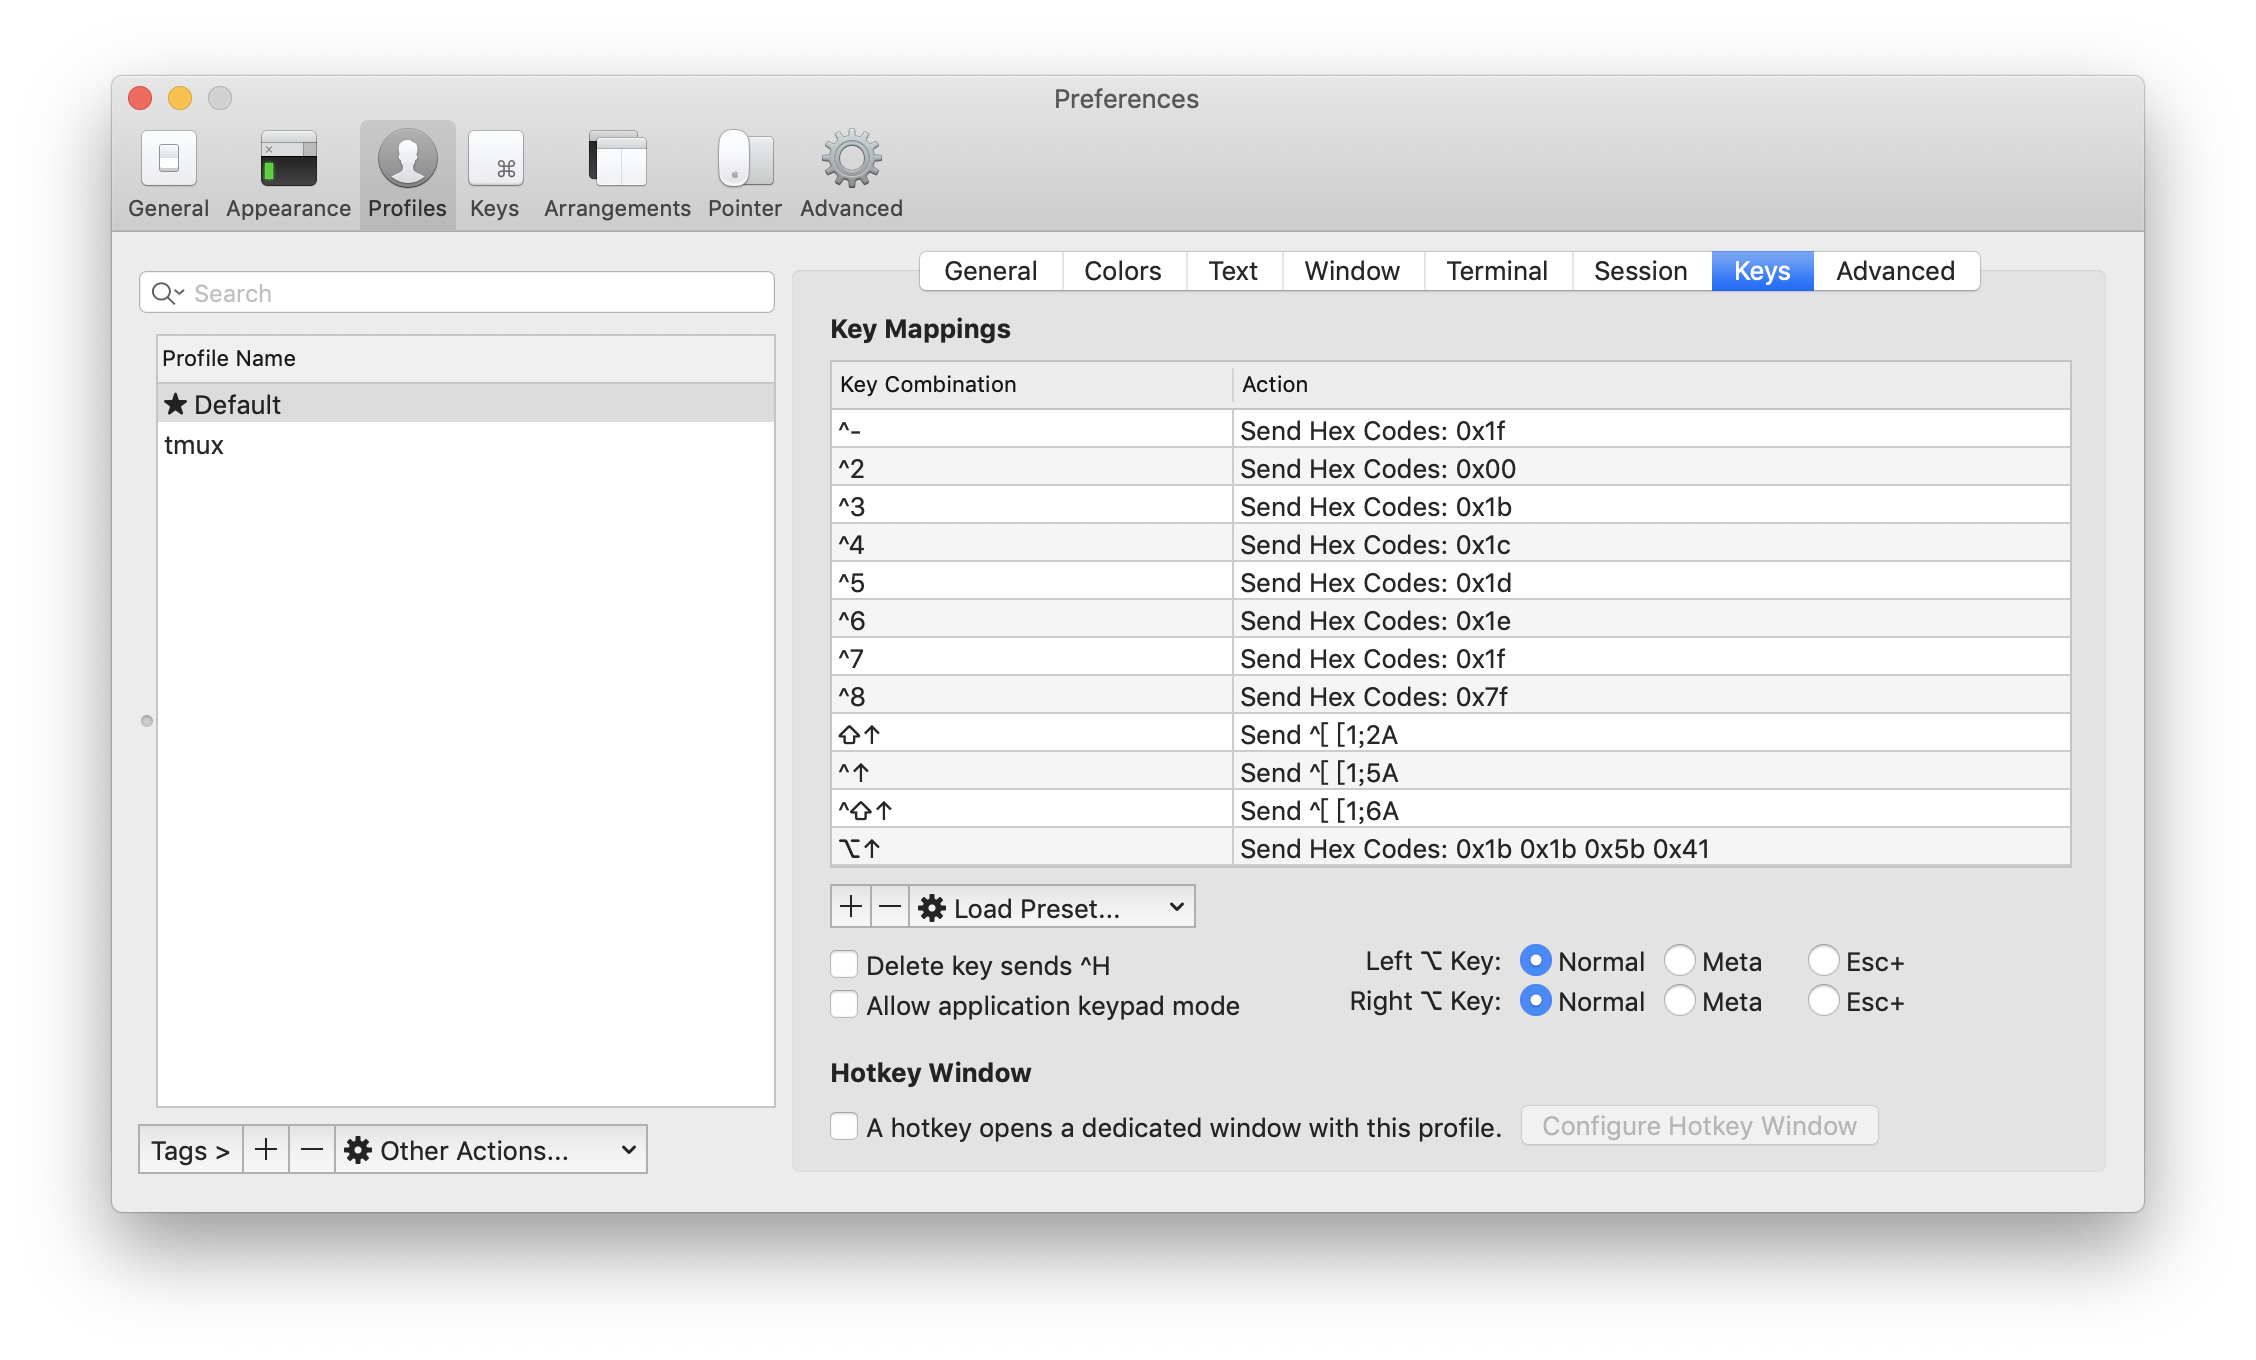 Preferences
General Appearance Profiles Keys Arrangements Pointer Advanced
Search
Profile Name
★ Default
tmux
Tags > + − Other Actions...
General Colors Text Window Terminal Session Keys Advanced
Key Mappings
Key Combination Action
^- Send Hex Codes: 0x1f
^2 Send Hex Codes: 0x00
^3 Send Hex Codes: 0x1b
^4 Send Hex Codes: 0x1c
^5 Send Hex Codes: 0x1d
^6 Send Hex Codes: 0x1e
^7 Send Hex Codes: 0x1f
^8 Send Hex Codes: 0x7f
⇧↑ Send ^[ [1;2A
^↑ Send ^[ [1;5A
^⇧↑ Send ^[ [1;6A
⌥↑ Send Hex Codes: 0x1b 0x1b 0x5b 0x41
+ − Load Preset...
Delete key sends ^H
Allow application keypad mode
Left ⌥ Key: Normal Meta Esc+
Right ⌥ Key: Normal Meta Esc+
Hotkey Window
A hotkey opens a dedicated window with this profile. Configure Hotkey Window